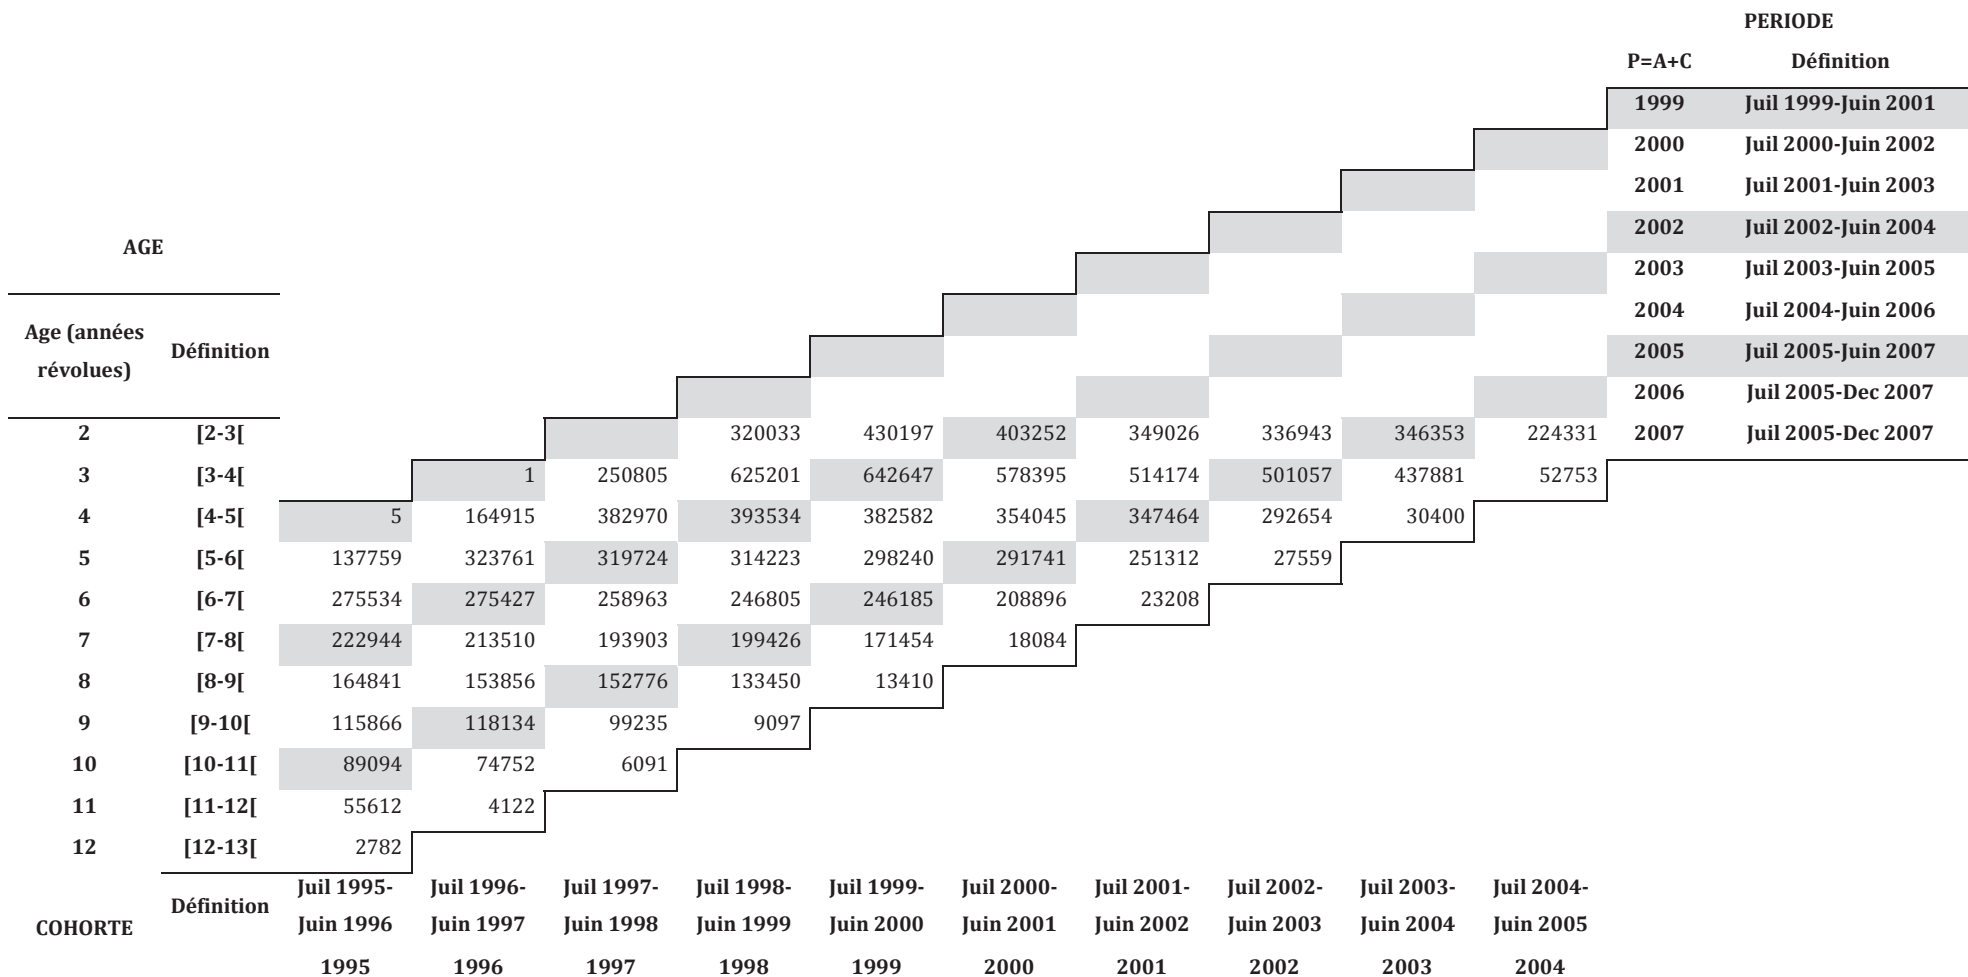 PERIODE
P=A+C Définition
1999 Juil 1999-Juin 2001
2000 Juil 2000-Juin 2002
2001 Juil 2001-Juin 2003
2002 Juil 2002-Juin 2004
AGE
2003 Juil 2003-Juin 2005
2004 Juil 2004-Juin 2006
Age (années
révolues) Définition
2005 Juil 2005-Juin 2007
2006 Juil 2005-Dec 2007
2 [2-3[ 320033 430197 403252 349026 336943 346353 224331 2007 Juil 2005-Dec 2007
3 [3-4[ 1 250805 625201 642647 578395 514174 501057 437881 52753
4 [4-5[ 5 164915 382970 393534 382582 354045 347464 292654 30400
5 [5-6[ 137759 323761 319724 314223 298240 291741 251312 27559
6 [6-7[ 275534 275427 258963 246805 246185 208896 23208
7 [7-8[ 222944 213510 193903 199426 171454 18084
8 [8-9[ 164841 153856 152776 133450 13410
9 [9-10[ 115866 118134 99235 9097
10 [10-11[ 89094 74752 6091
11 [11-12[ 55612 4122
12 [12-13[ 2782
Définition Juil 1995- Juil 1996- Juil 1997- Juil 1998- Juil 1999- Juil 2000- Juil 2001- Juil 2002- Juil 2003- Juil 2004-
COHORTE Juin 1996 Juin 1997 Juin 1998 Juin 1999 Juin 2000 Juin 2001 Juin 2002 Juin 2003 Juin 2004 Juin 2005
1995 1996 1997 1998 1999 2000 2001 2002 2003 2004